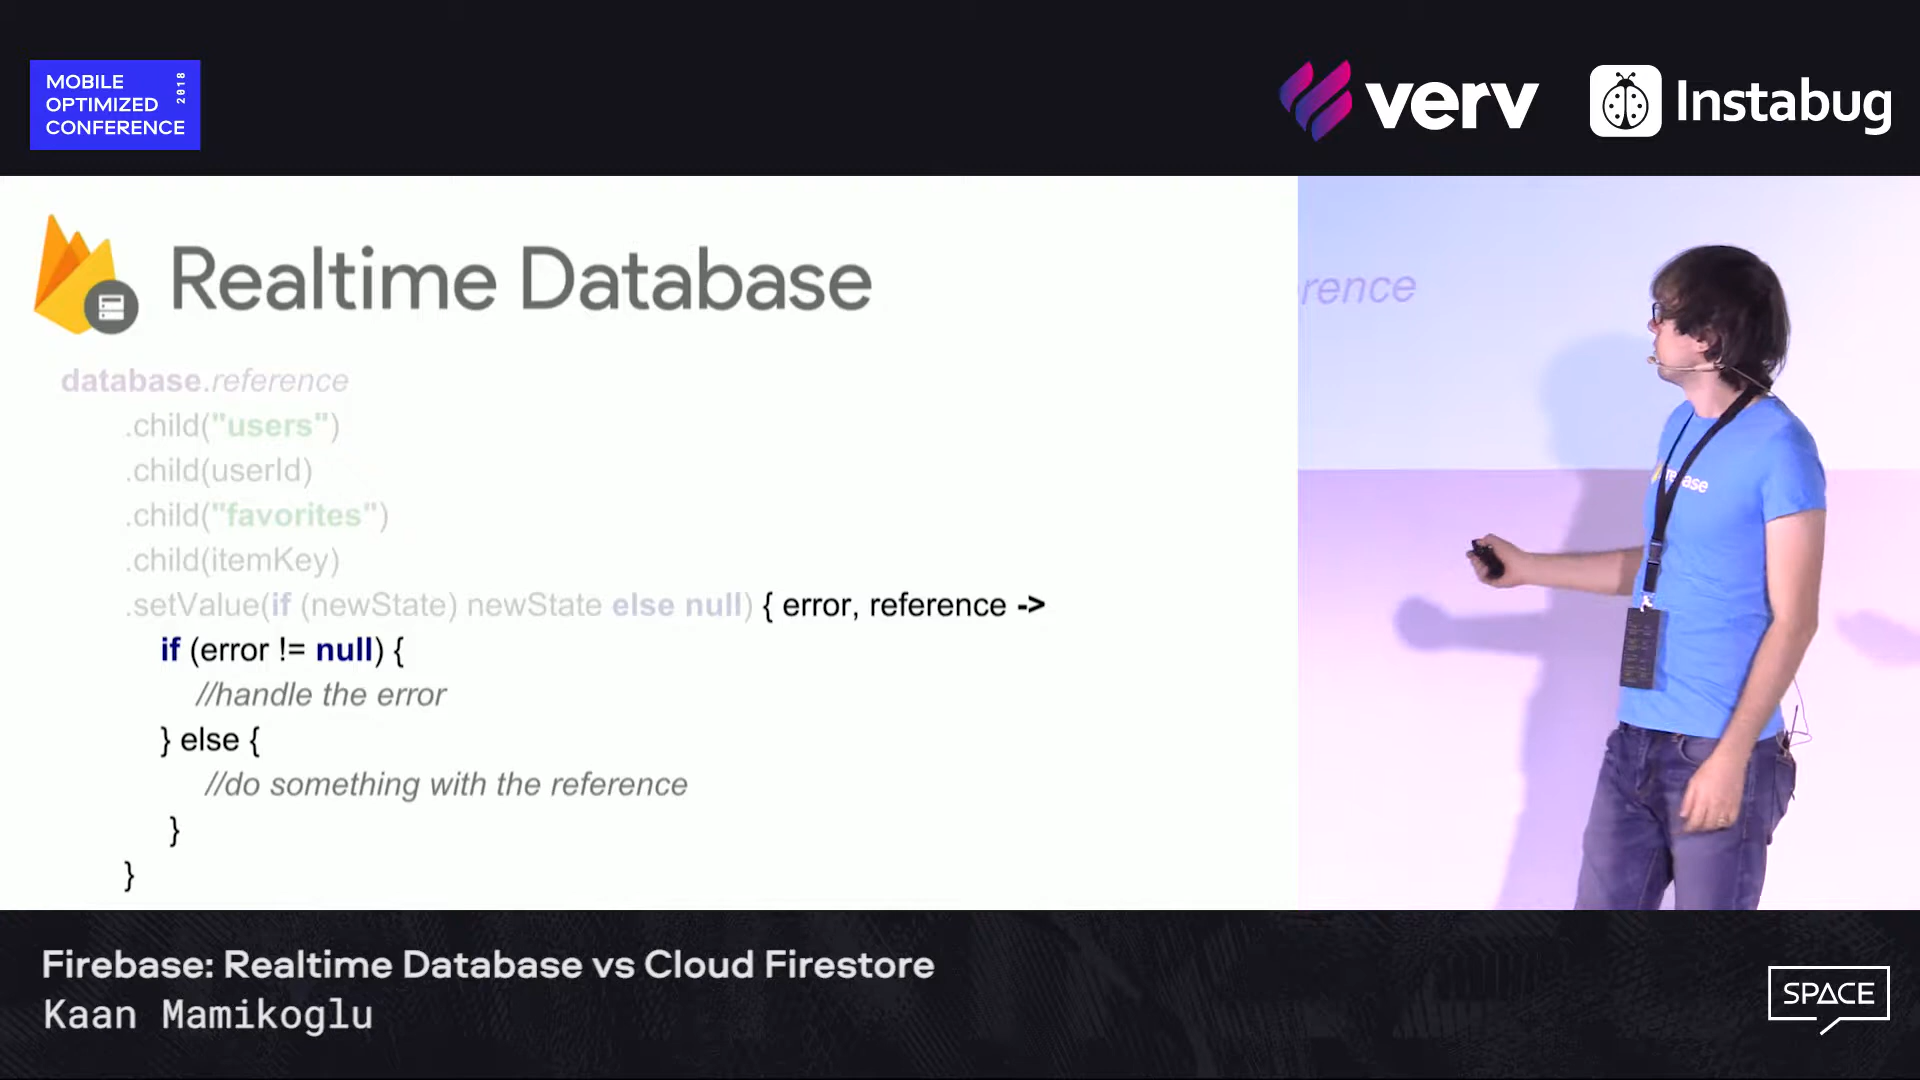 MOBILE
OPTIMIZED
CONFERENCE
2018
verv
Instabug
Realtime Database
database.reference
.child("users")
.child(userId)
.child("favorites")
.child(itemKey)
.setValue(if (newState) newState else null) { error, reference ->
if (error != null) {
//handle the error
} else {
//do something with the reference
}
}
rence
Firebase: Realtime Database vs Cloud Firestore
Kaan Mamikoglu
SPACE